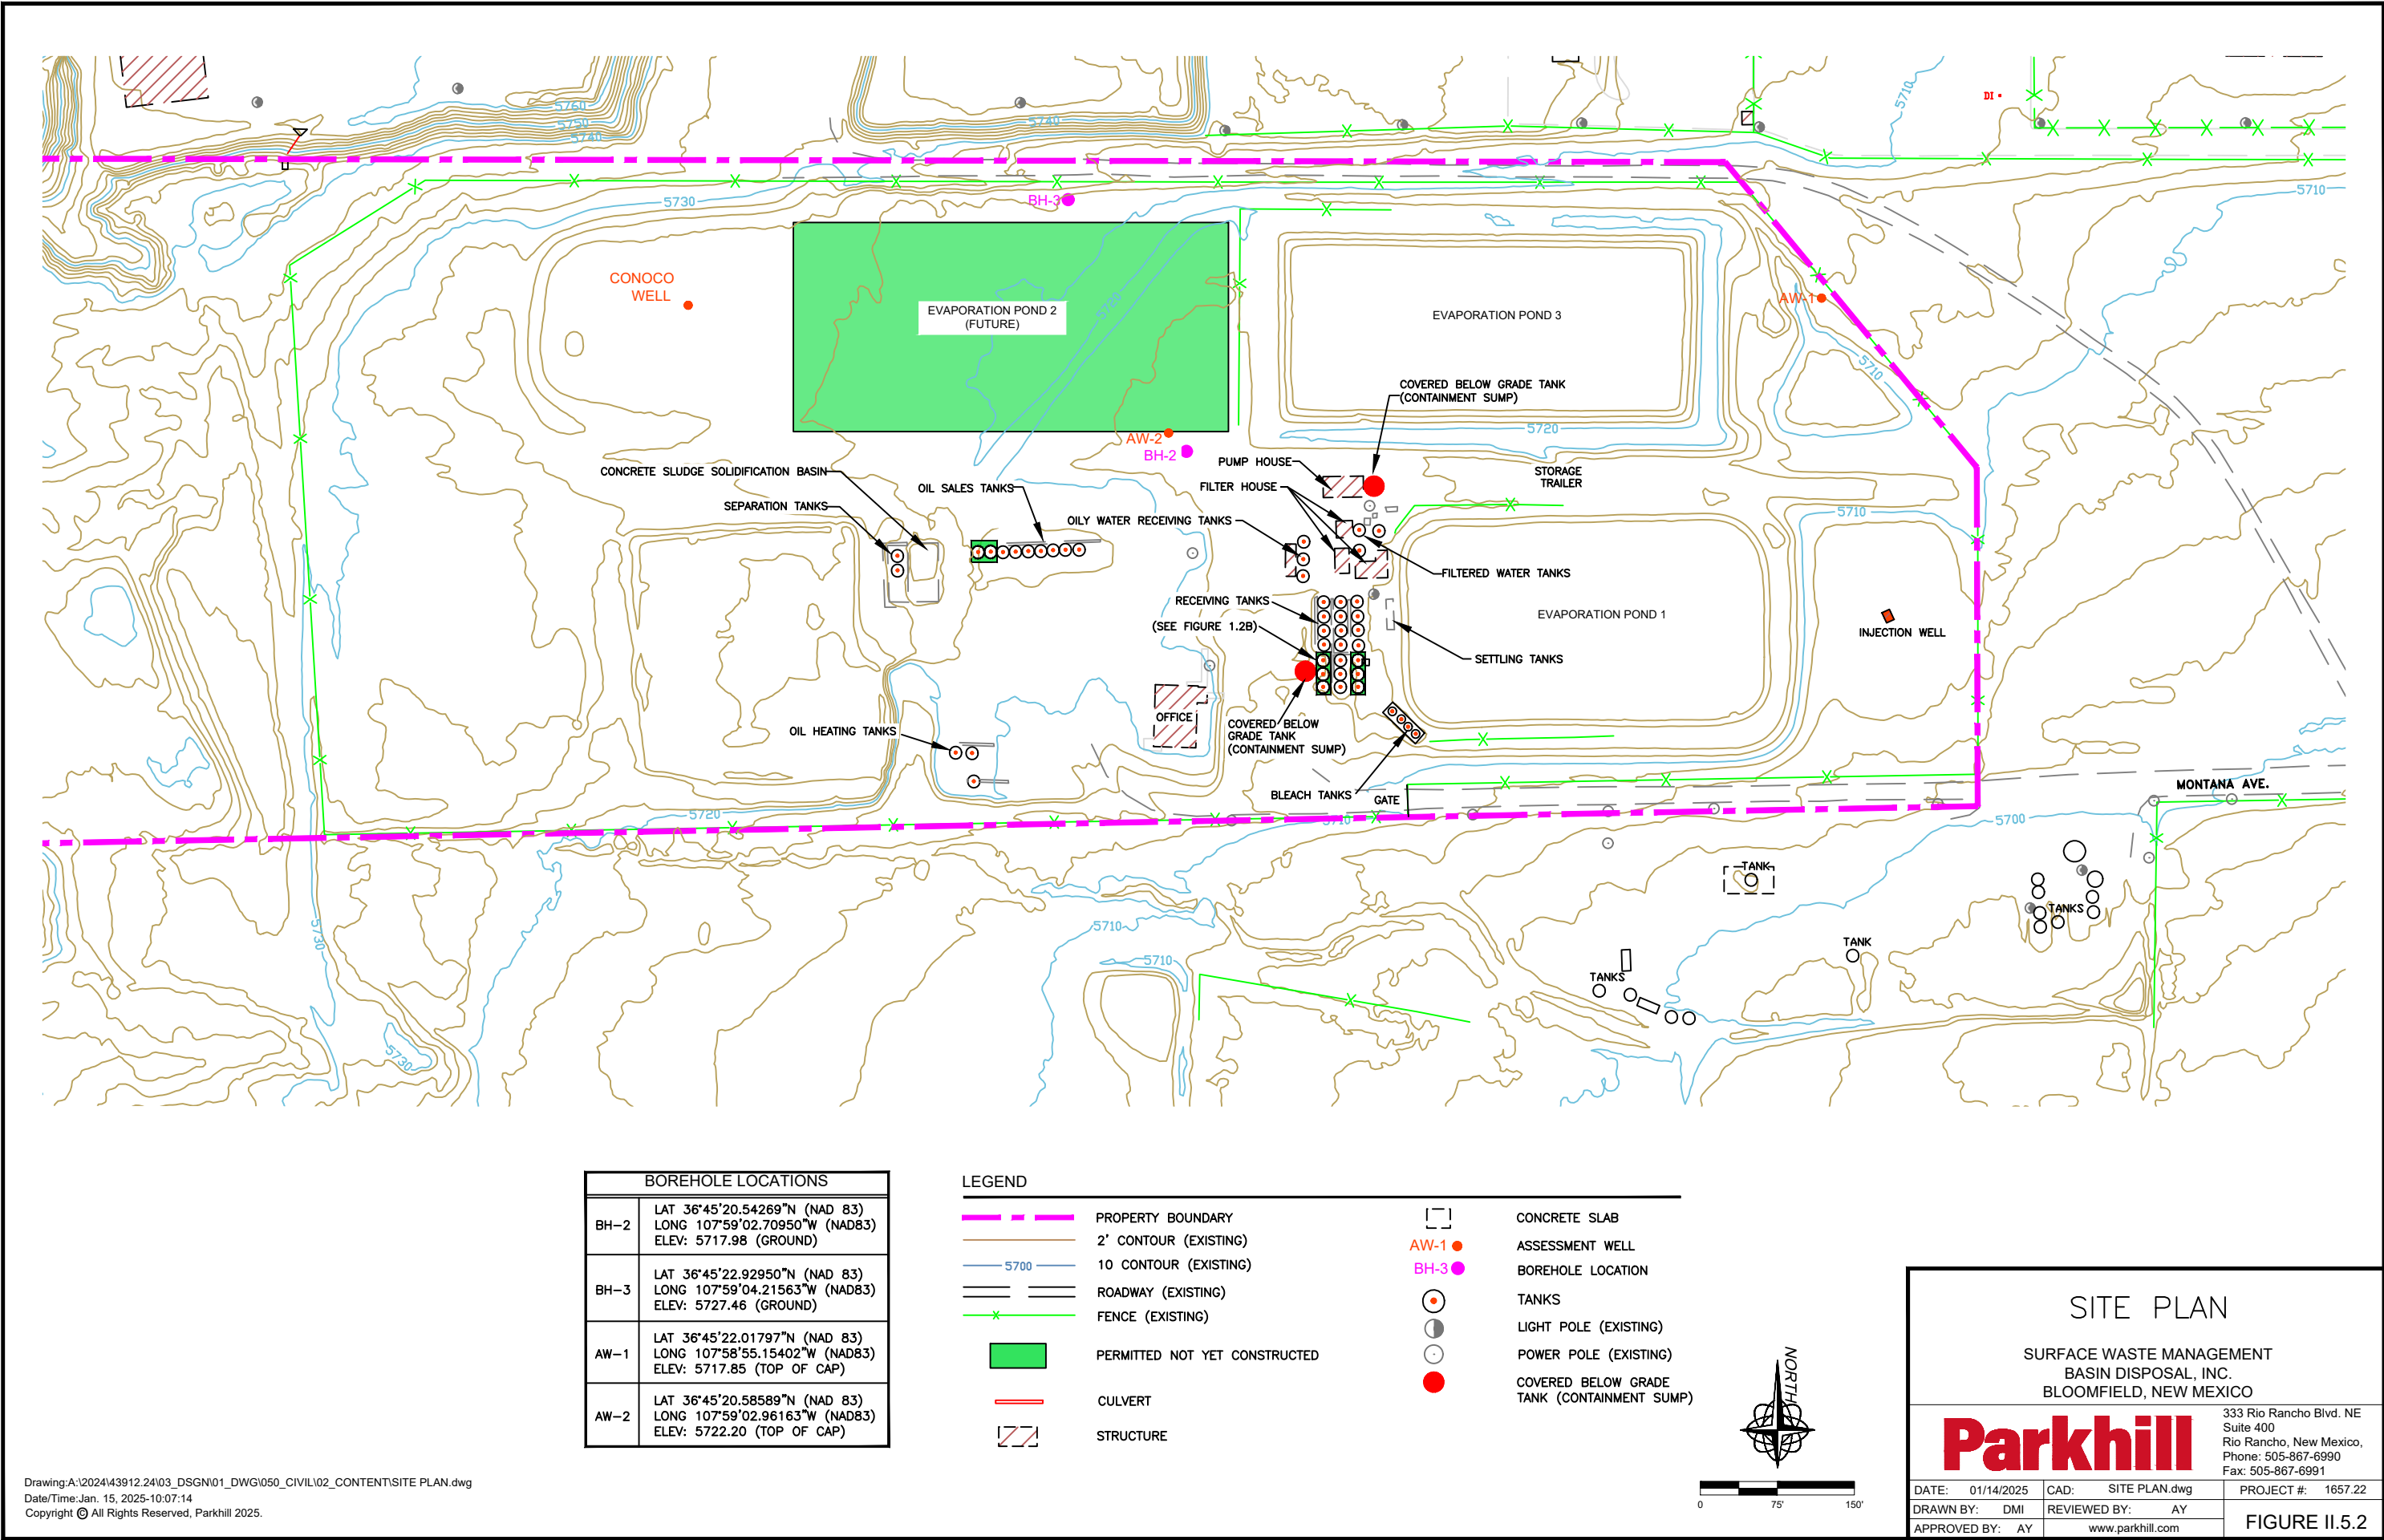 5760
5750
5740
5740
5710
DI
5710
5730
BH-3
CONOCO
WELL
EVAPORATION POND 2
(FUTURE)
5720
EVAPORATION POND 3
AW-1
5710
COVERED BELOW GRADE TANK
(CONTAINMENT SUMP)
5720
AW-2
BH-2
CONCRETE SLUDGE SOLIDIFICATION BASIN
PUMP HOUSE
STORAGE
TRAILER
OIL SALES TANKS
FILTER HOUSE
SEPARATION TANKS
OILY WATER RECEIVING TANKS
5710
FILTERED WATER TANKS
RECEIVING TANKS
(SEE FIGURE 1.2B)
EVAPORATION POND 1
INJECTION WELL
SETTLING TANKS
OFFICE
OIL HEATING TANKS
COVERED BELOW
GRADE TANK
(CONTAINMENT SUMP)
BLEACH TANKS
GATE
MONTANA AVE.
5720
5710
5700
TANK
TANKS
5730
5710
5710
TANK
TANKS
5730
BOREHOLE LOCATIONS
BH-2
LAT 36°45'20.54269"N (NAD 83)
LONG 107°59'02.70950"W (NAD83)
ELEV: 5717.98 (GROUND)
BH-3
LAT 36°45'22.92950"N (NAD 83)
LONG 107°59'04.21563"W (NAD83)
ELEV: 5727.46 (GROUND)
AW-1
LAT 36°45'22.01797"N (NAD 83)
LONG 107°58'55.15402"W (NAD83)
ELEV: 5717.85 (TOP OF CAP)
AW-2
LAT 36°45'20.58589"N (NAD 83)
LONG 107°59'02.96163"W (NAD83)
ELEV: 5722.20 (TOP OF CAP)
LEGEND
PROPERTY BOUNDARY
2' CONTOUR (EXISTING)
5700
10 CONTOUR (EXISTING)
ROADWAY (EXISTING)
FENCE (EXISTING)
PERMITTED NOT YET CONSTRUCTED
CULVERT
STRUCTURE
CONCRETE SLAB
AW-1
ASSESSMENT WELL
BH-3
BOREHOLE LOCATION
TANKS
LIGHT POLE (EXISTING)
POWER POLE (EXISTING)
COVERED BELOW GRADE
TANK (CONTAINMENT SUMP)
NORTH
0 75' 150'
SITE PLAN
SURFACE WASTE MANAGEMENT
BASIN DISPOSAL, INC.
BLOOMFIELD, NEW MEXICO
Parkhill
333 Rio Rancho Blvd. NE
Suite 400
Rio Rancho, New Mexico,
Phone: 505-867-6990
Fax: 505-867-6991
DATE: 01/14/2025 CAD: SITE PLAN.dwg PROJECT #: 1657.22
DRAWN BY: DMI REVIEWED BY: AY
APPROVED BY: AY www.parkhill.com
FIGURE II.5.2
Drawing:A:\2024\43912.24\03_DSGN\01_DWG\050_CIVIL\02_CONTENT\SITE PLAN.dwg
Date/Time:Jan. 15, 2025-10:07:14
Copyright © All Rights Reserved, Parkhill 2025.